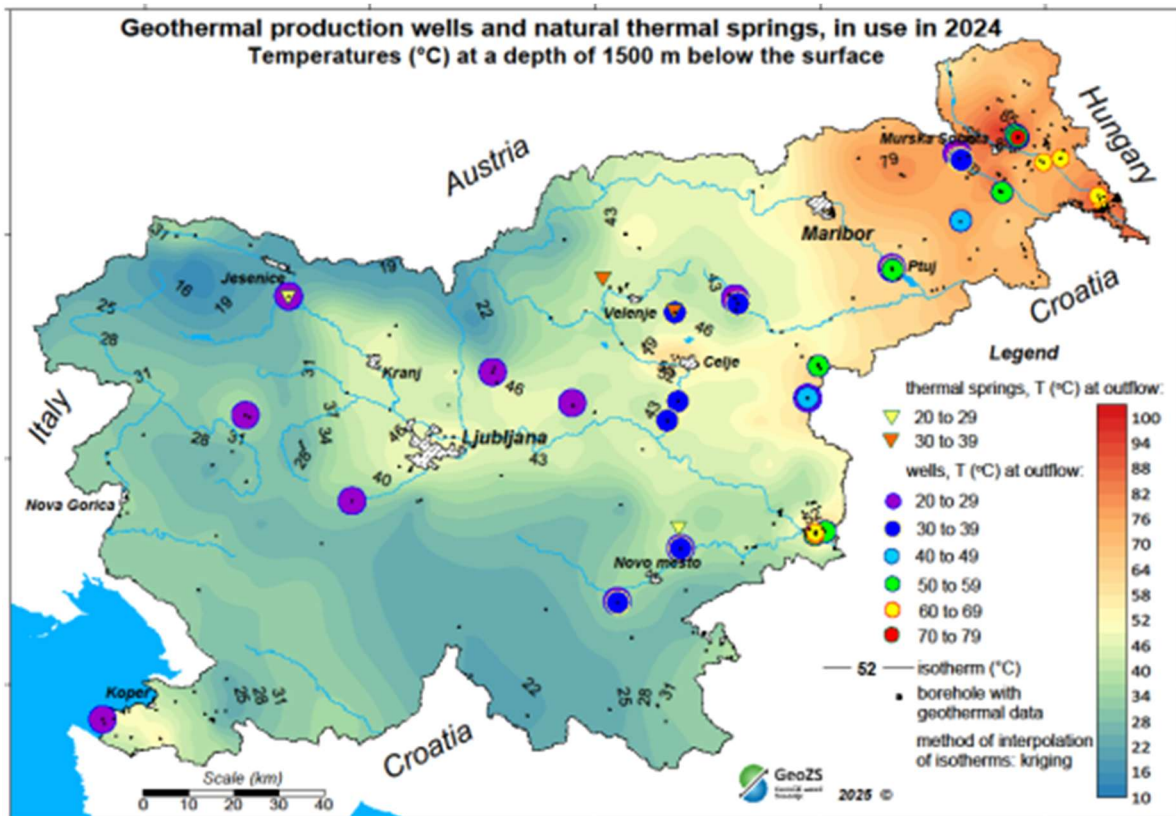 Geothermal production wells and natural thermal springs, in use in 2024
Temperatures (ºC) at a depth of 1500 m below the surface
Austria
Hungary
Croatia
Italy
Croatia
Murska Sobota
79
Maribor
Ptuj
43
31
Jesenice
19
16
19
25
22
28
43
Velenje
46
49
Celje
31
31
Kranj
46
37
34
43
28
31
28
46
Ljubljana
43
40
Nova Gorica
Novo mesto
Koper
25
28
31
22
25
28
31
Legend
thermal springs, T (ºC) at outflow:
20 to 29
30 to 39
wells, T (ºC) at outflow:
20 to 29
30 to 39
40 to 49
50 to 59
60 to 69
70 to 79
52 isotherm (°C)
borehole with
geothermal data
method of interpolation
of isotherms: kriging
100
94
88
82
76
70
64
58
52
46
40
34
28
22
16
10
Scale (km)
0 10 20 30 40
GeoZS
2025 ©